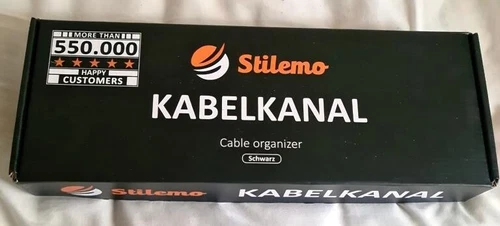 MORE THAN
550.000
HAPPY
CUSTOMERS
Stilemo
KABELKANAL
Cable organizer
Schwarz
Stilemo KABELKANAL